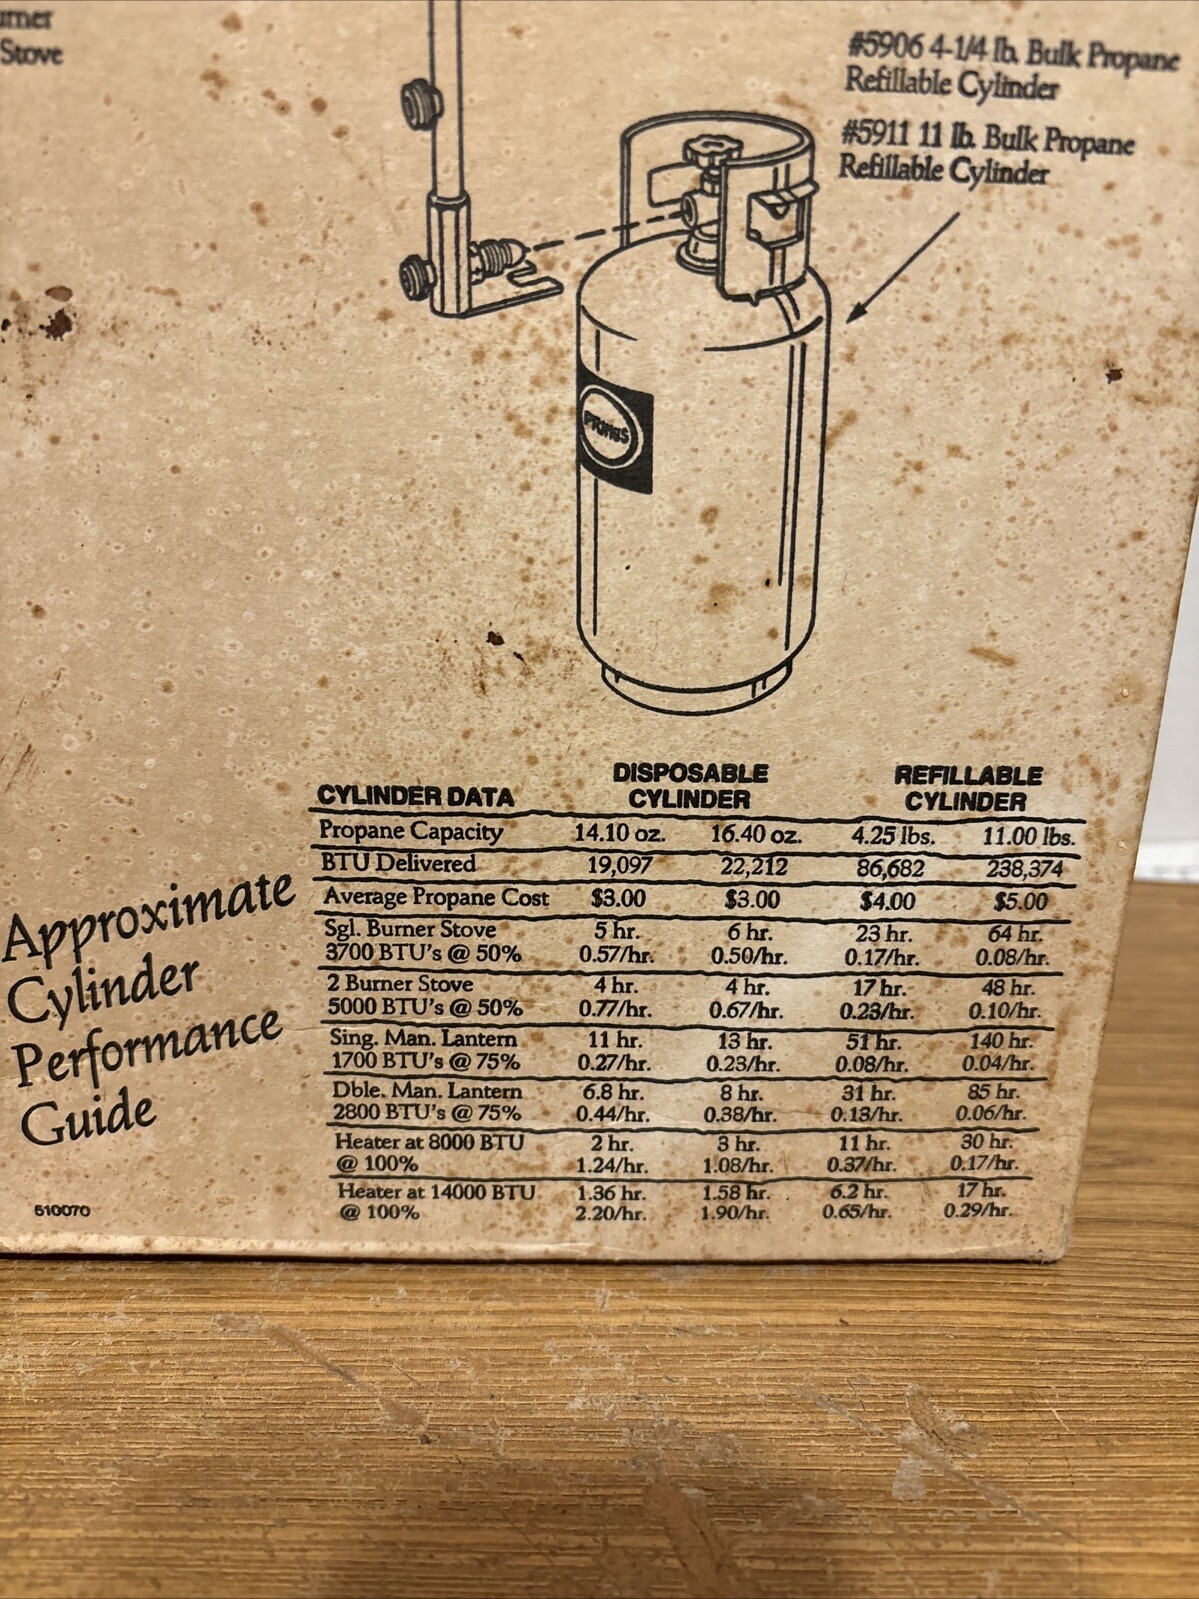 Stove
#5906 4-1/4 lb. Bulk Propane
Refillable Cylinder
#5911 11 lb. Bulk Propane
Refillable Cylinder
PRIMUS
Approximate
Cylinder
Performance
Guide
CYLINDER DATA DISPOSABLE CYLINDER REFILLABLE CYLINDER
Propane Capacity 14.10 oz. 16.40 oz. 4.25 lbs. 11.00 lbs.
BTU Delivered 19,097 22,212 86,682 238,374
Average Propane Cost $3.00 $3.00 $4.00 $5.00
Sgl. Burner Stove 5 hr. 6 hr. 23 hr. 64 hr.
3700 BTU's @ 50% 0.57/hr. 0.50/hr. 0.17/hr. 0.08/hr.
2 Burner Stove 4 hr. 4 hr. 17 hr. 48 hr.
5000 BTU's @ 50% 0.77/hr. 0.67/hr. 0.23/hr. 0.10/hr.
Sing. Man. Lantern 11 hr. 13 hr. 51 hr. 140 hr.
1700 BTU's @ 75% 0.27/hr. 0.23/hr. 0.08/hr. 0.04/hr.
Dble. Man. Lantern 6.8 hr. 8 hr. 31 hr. 85 hr.
2800 BTU's @ 75% 0.44/hr. 0.38/hr. 0.13/hr. 0.06/hr.
Heater at 8000 BTU 2 hr. 3 hr. 11 hr. 30 hr.
@ 100% 1.24/hr. 1.08/hr. 0.37/hr. 0.17/hr.
Heater at 14000 BTU 1.36 hr. 1.58 hr. 6.2 hr. 17 hr.
@ 100% 2.20/hr. 1.90/hr. 0.65/hr. 0.29/hr.
510070